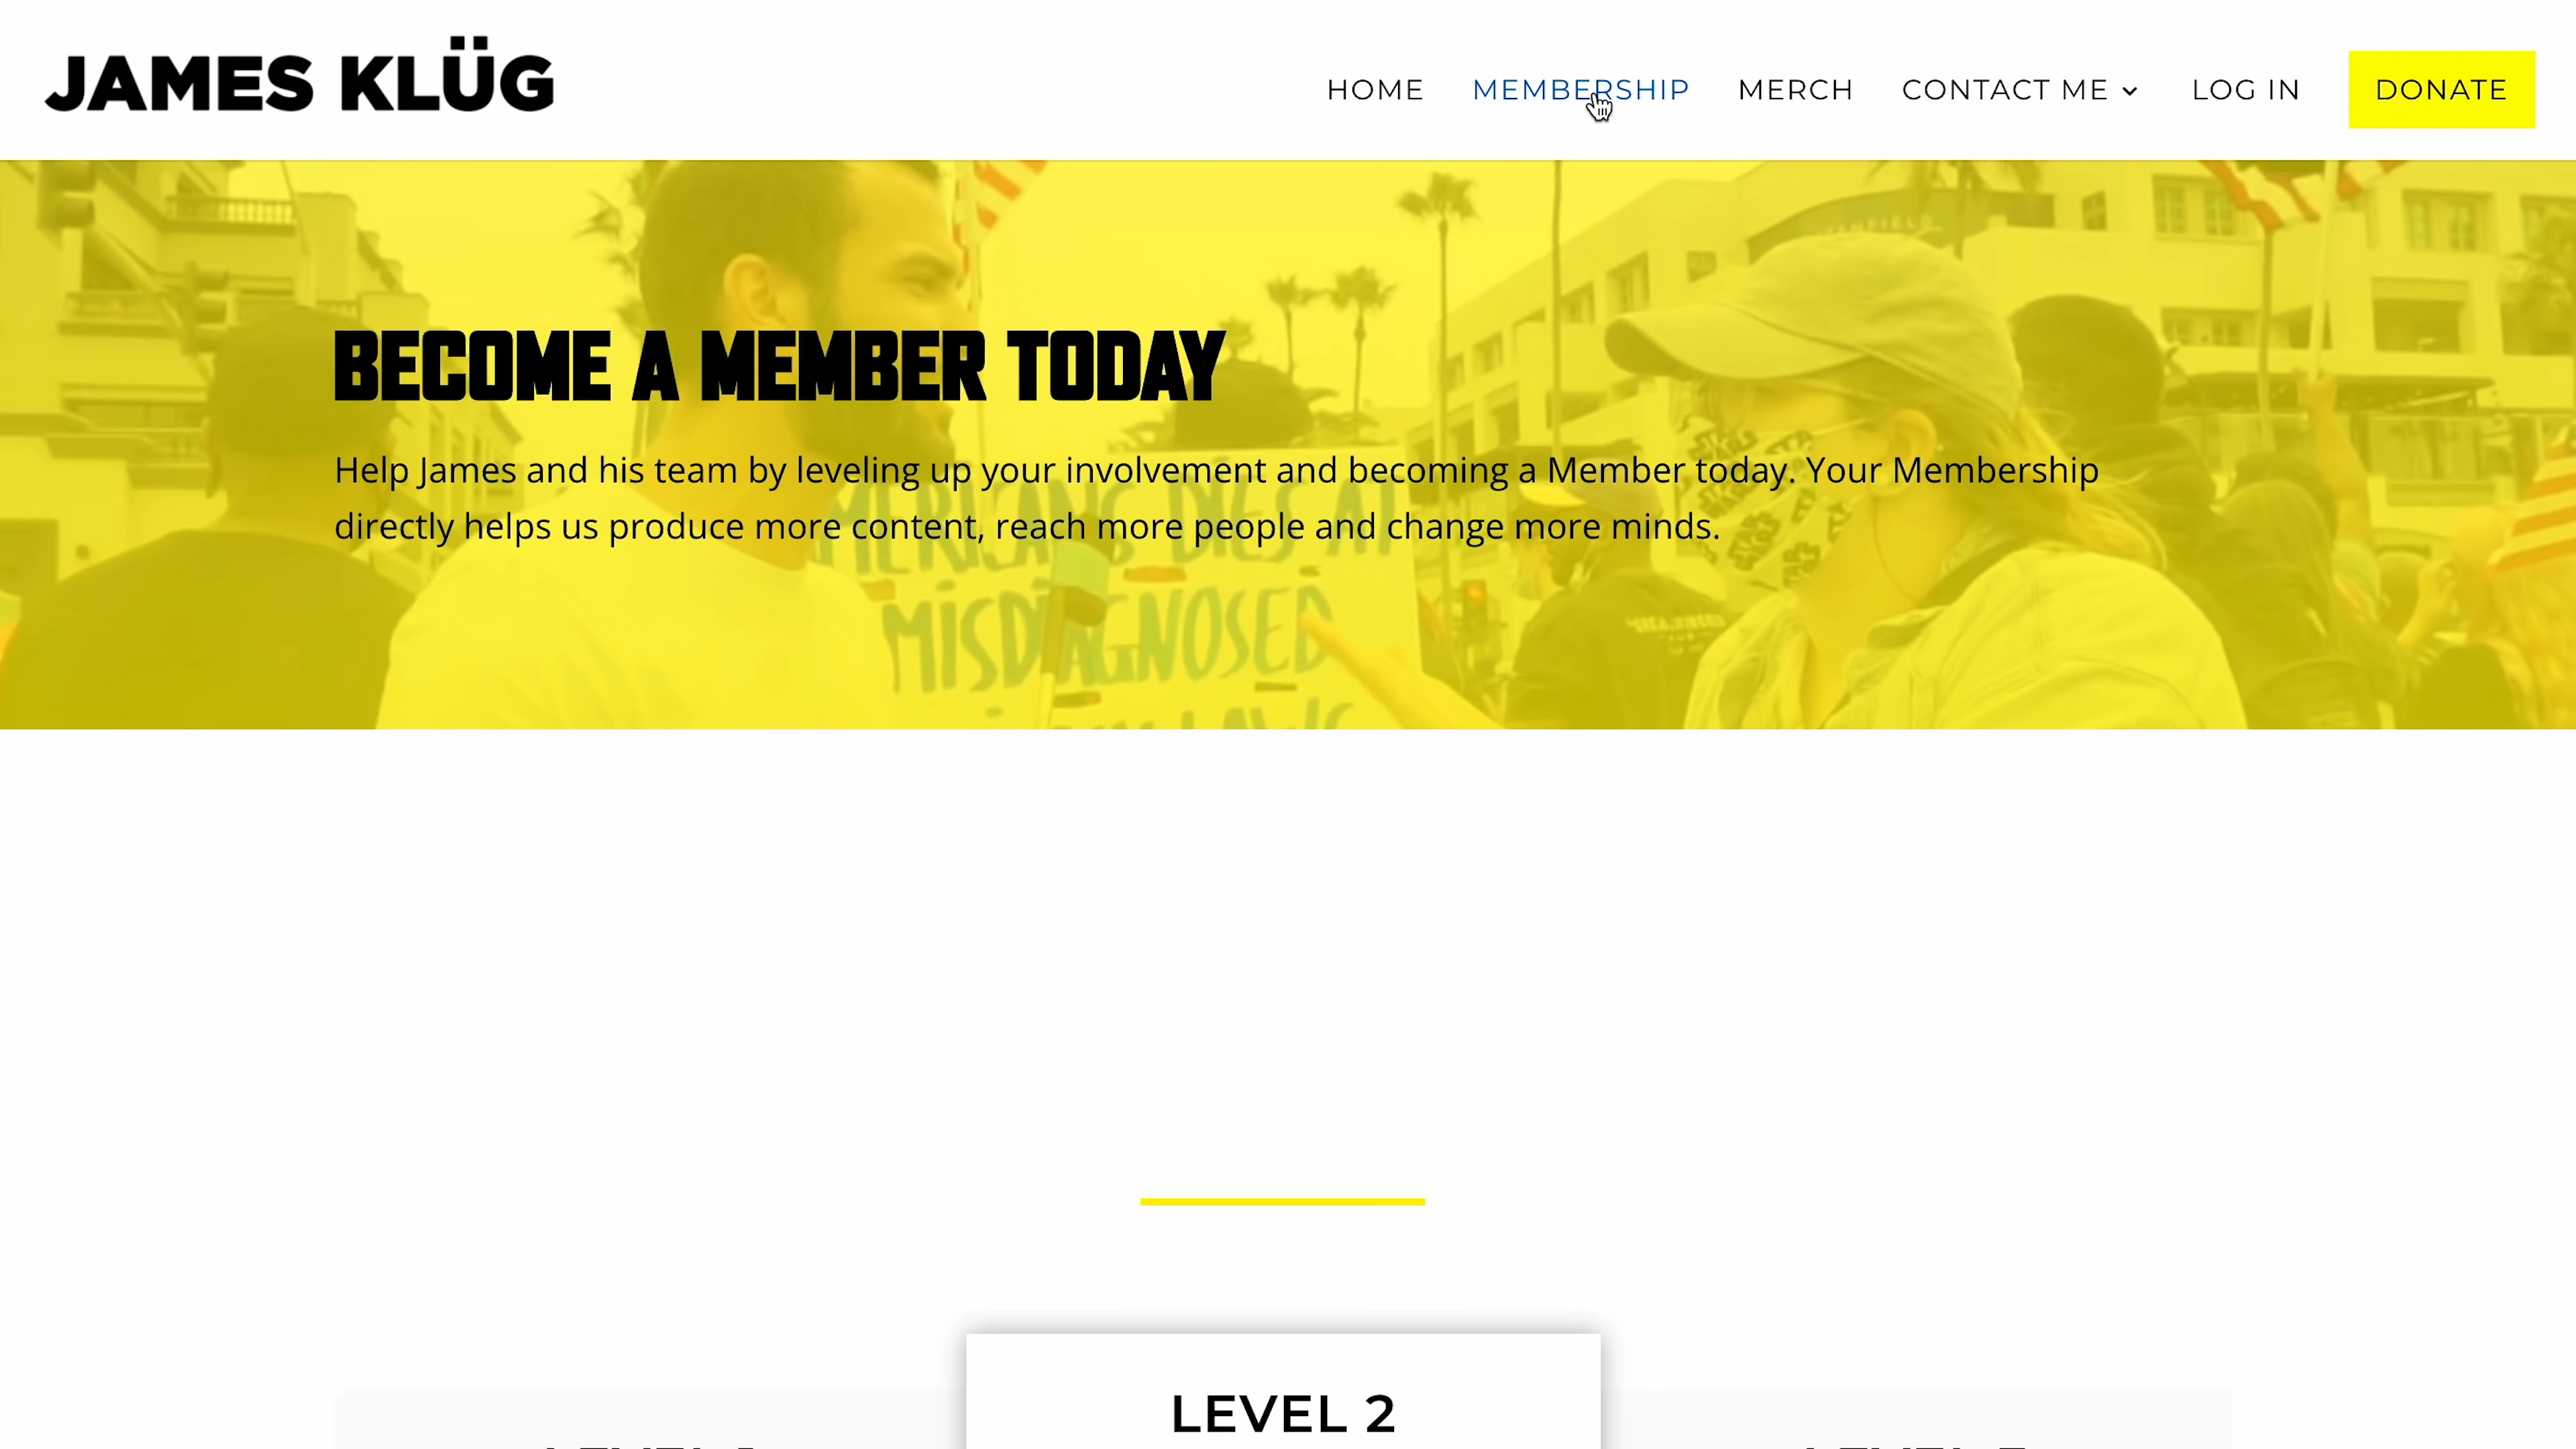 JAMES KLÜG
HOME MEMBERSHIP MERCH CONTACT ME LOG IN DONATE
BECOME A MEMBER TODAY
Help James and his team by leveling up your involvement and becoming a Member today. Your Membership
directly helps us produce more content, reach more people and change more minds.
MISDIAGNOSED
LEVEL 2